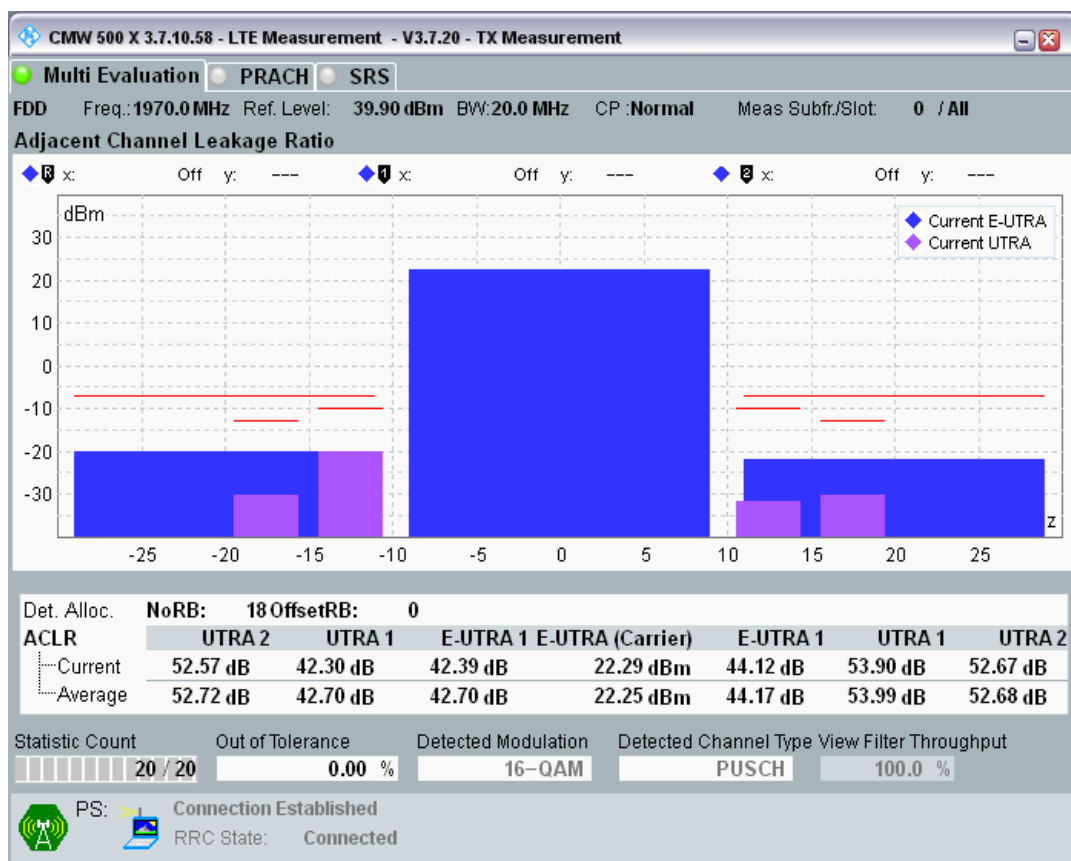 CMW 500 X 3.7.10.58 - LTE Measurement - V3.7.20 - TX Measurement
Multi Evaluation PRACH SRS
FDD Freq.: 1970.0 MHz Ref. Level: 39.90 dBm BW: 20.0 MHz CP : Normal Meas Subfr./Slot: 0 / All
Adjacent Channel Leakage Ratio
R x: Off y: --- 1 x: Off y: --- 2 x: Off y: ---
dBm
Current E-UTRA
Current UTRA
30
20
10
0
-10
-20
-30
z
-25 -20 -15 -10 -5 0 5 10 15 20 25
Det. Alloc. NoRB: 18 OffsetRB: 0
ACLR UTRA 2 UTRA 1 E-UTRA 1 E-UTRA (Carrier) E-UTRA 1 UTRA 1 UTRA 2
Current 52.57 dB 42.30 dB 42.39 dB 22.29 dBm 44.12 dB 53.90 dB 52.67 dB
Average 52.72 dB 42.70 dB 42.70 dB 22.25 dBm 44.17 dB 53.99 dB 52.68 dB
Statistic Count Out of Tolerance Detected Modulation Detected Channel Type View Filter Throughput
20 / 20 0.00 % 16-QAM PUSCH 100.0 %
PS: Connection Established
RRC State: Connected